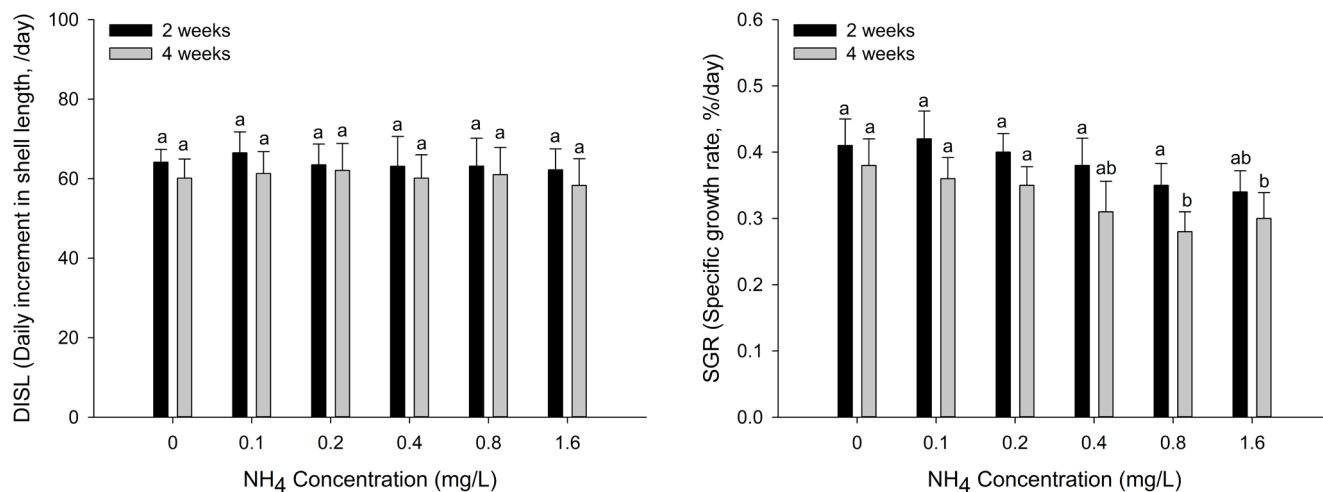 DISL (Daily increment in shell length, /day)
100
80
60
40
20
0
2 weeks
4 weeks
a a a a a a a a a a a a
0 0.1 0.2 0.4 0.8 1.6
NH4 Concentration (mg/L)
SGR (Specific growth rate, %/day)
0.6
0.5
0.4
0.3
0.2
0.1
0.0
2 weeks
4 weeks
a a a a a a a ab a b ab b
0 0.1 0.2 0.4 0.8 1.6
NH4 Concentration (mg/L)